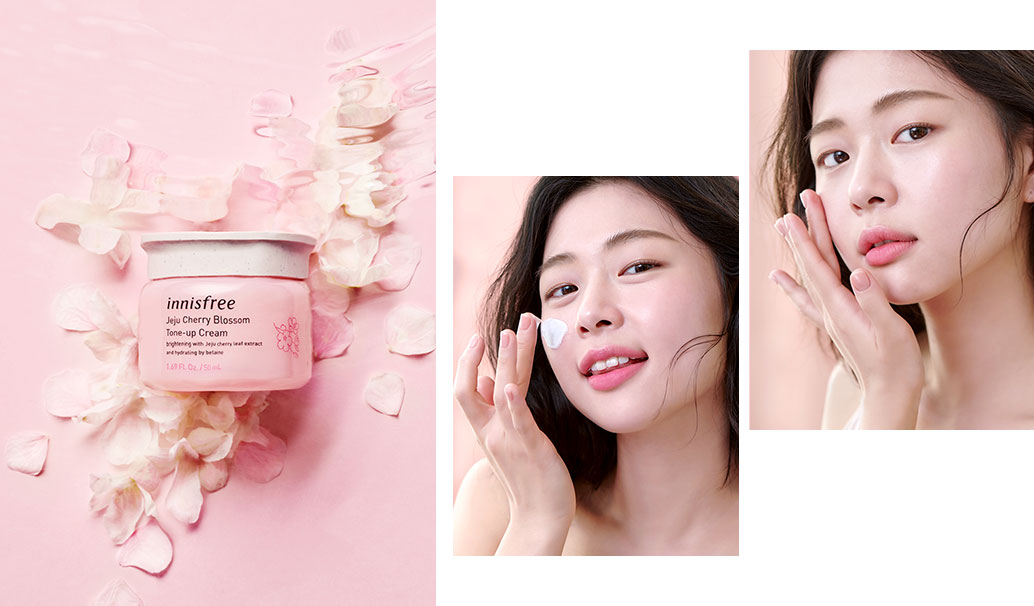 innisfree
Jeju Cherry Blossom
Tone-up Cream
brightening with Jeju cherry leaf extract
and hydrating by betaine
1.69 FL Oz. / 50 mL